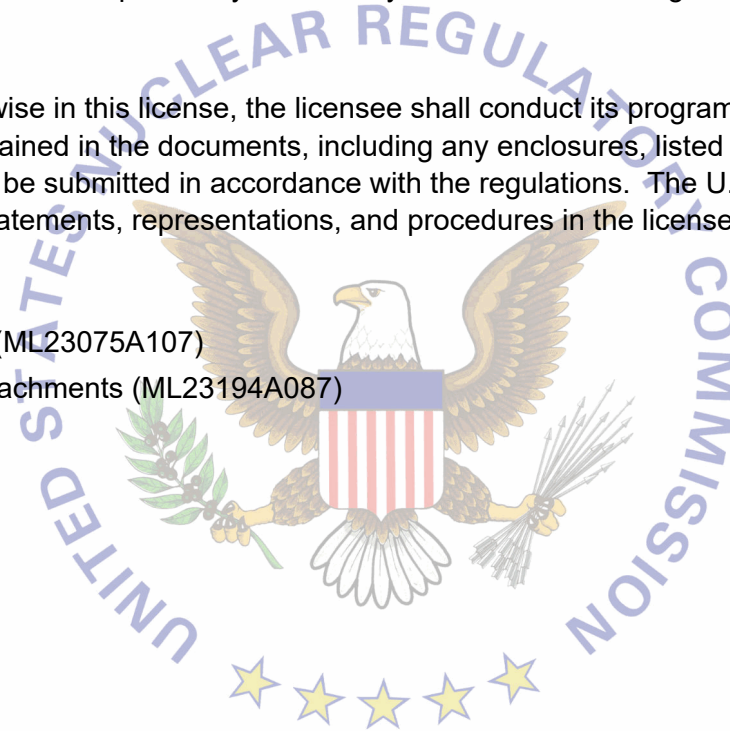 UNITED STATES NUCLEAR REGULATORY COMMISSION
wise in this license, the licensee shall conduct its program
ained in the documents, including any enclosures, listed
be submitted in accordance with the regulations.  The U.
atements, representations, and procedures in the license
(ML23075A107)
achments (ML23194A087)